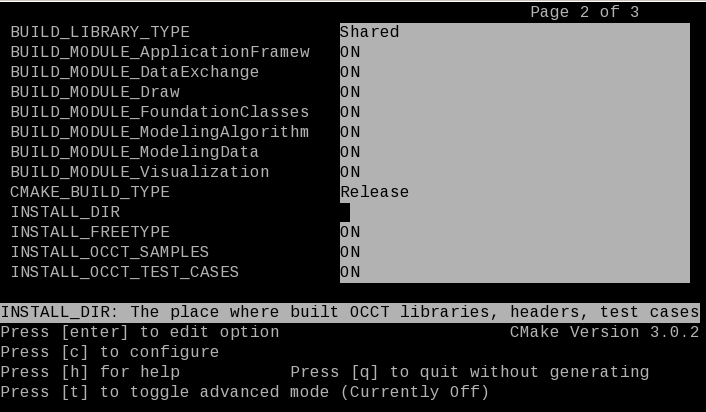 Page 2 of 3
BUILD_LIBRARY_TYPE Shared
BUILD_MODULE_ApplicationFramew ON
BUILD_MODULE_DataExchange ON
BUILD_MODULE_Draw ON
BUILD_MODULE_FoundationClasses ON
BUILD_MODULE_ModelingAlgorithm ON
BUILD_MODULE_ModelingData ON
BUILD_MODULE_Visualization ON
CMAKE_BUILD_TYPE Release
INSTALL_DIR
INSTALL_FREETYPE ON
INSTALL_OCCT_SAMPLES ON
INSTALL_OCCT_TEST_CASES ON
INSTALL_DIR: The place where built OCCT libraries, headers, test cases
Press [enter] to edit option CMake Version 3.0.2
Press [c] to configure
Press [h] for help Press [q] to quit without generating
Press [t] to toggle advanced mode (Currently Off)